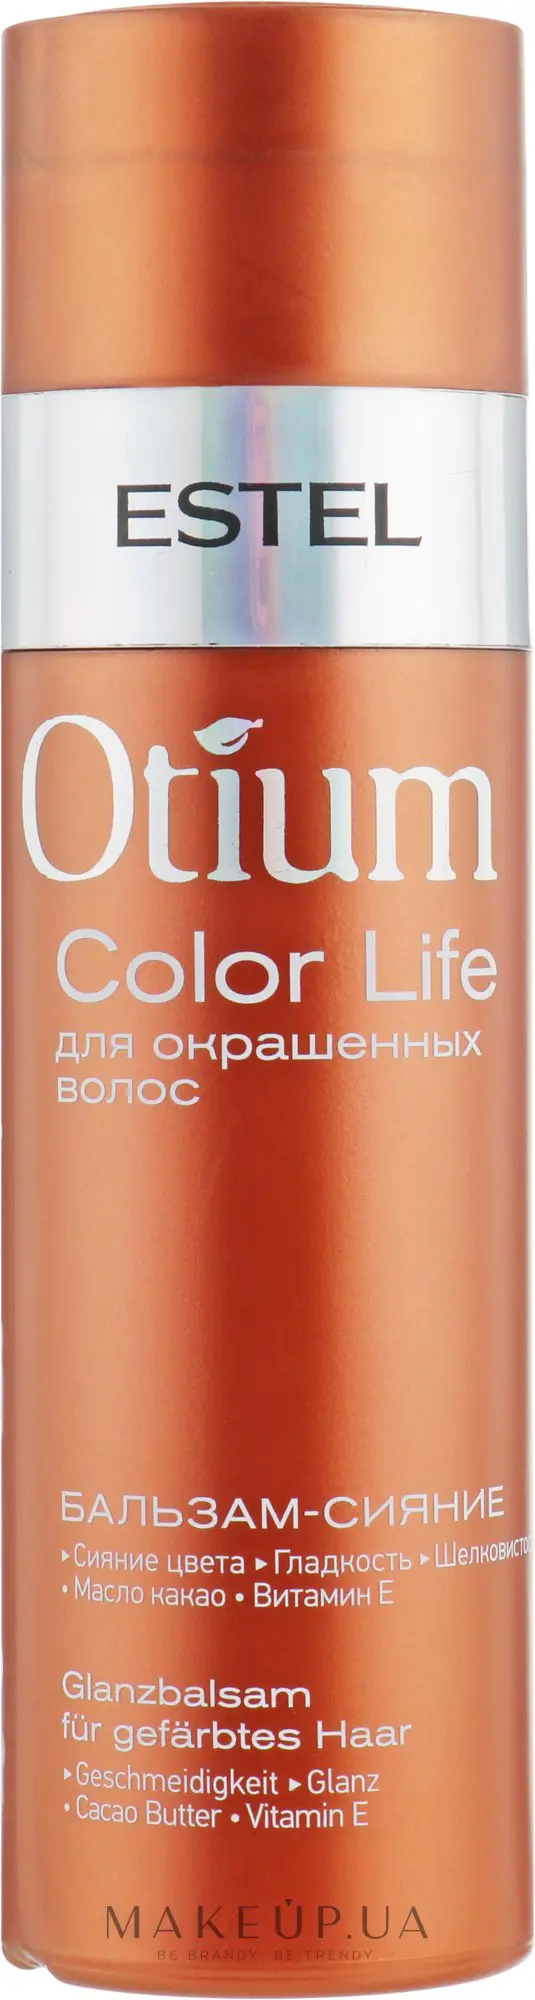 ESTEL
Otium
Color Life
для окрашенных
волос
БАЛЬЗАМ-СИЯНИЕ
▸Сияние цвета ▸Гладкость ▸
• Масло какао • Витамин Е
Glanzbalsam
für gefärbtes Haar
▸Geschmeidigkeit ▸Glanz
• Cacao Butter • Vitamin E
MAKEUP.UA
BE BRANDY BE TRENDY